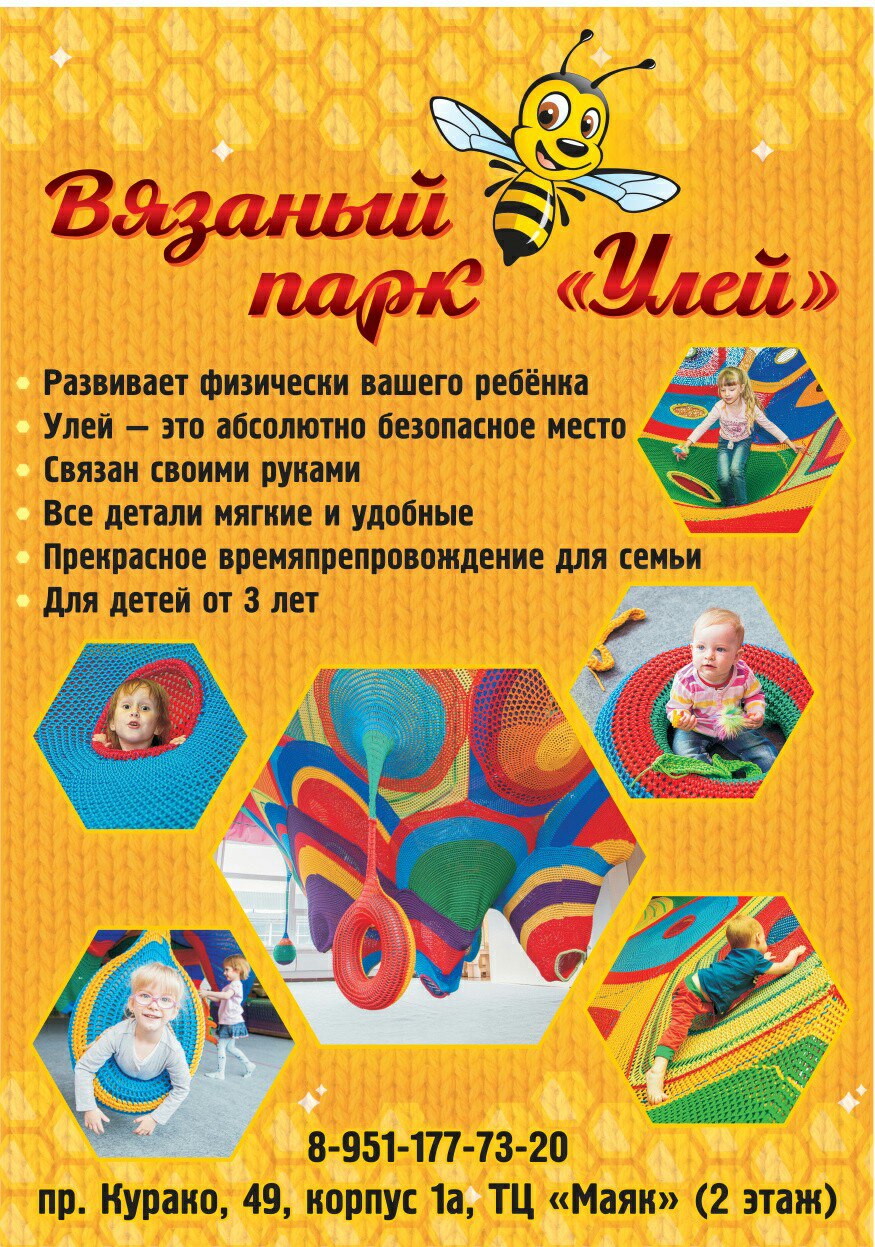 Вязаный
парк «Улей»
Развивает физически вашего ребёнка
Улей – это абсолютно безопасное место
Связан своими руками
Все детали мягкие и удобные
Прекрасное времяпрепровождение для семьи
Для детей от 3 лет
8-951-177-73-20
пр. Курако, 49, корпус 1а, ТЦ «Маяк» (2 этаж)